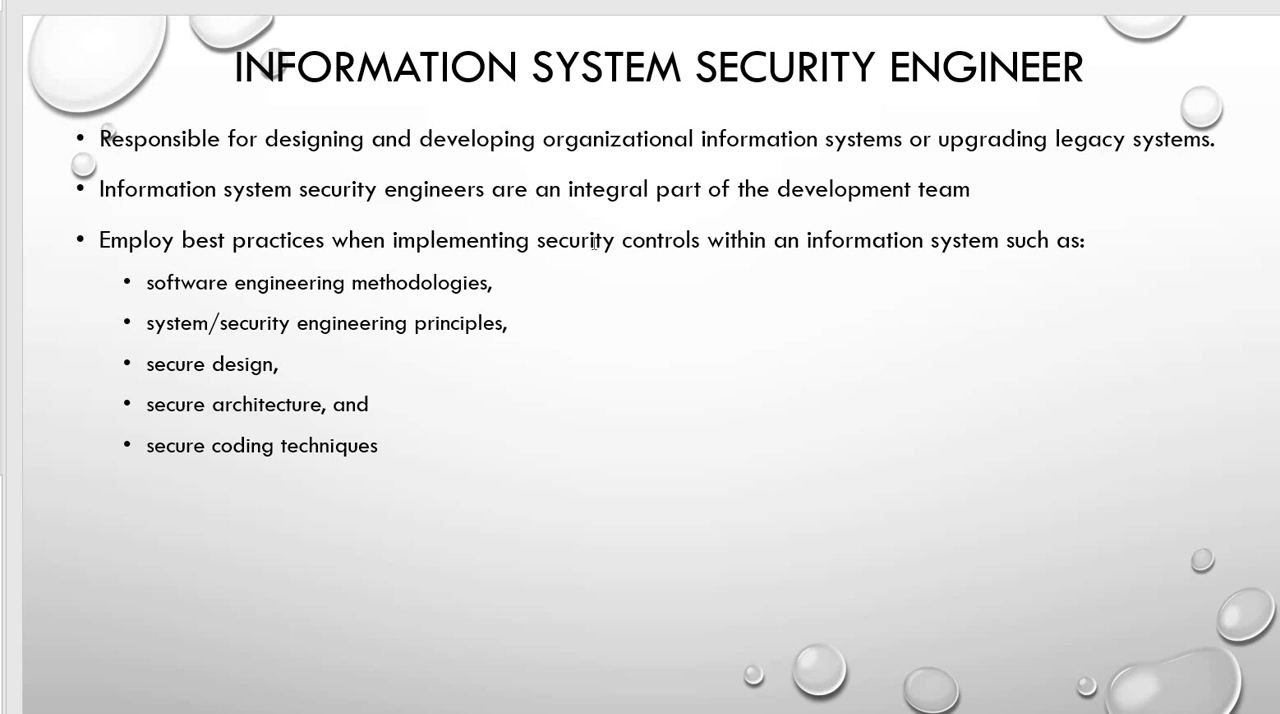 INFORMATION SYSTEM SECURITY ENGINEER
• Responsible for designing and developing organizational information systems or upgrading legacy systems.
• Information system security engineers are an integral part of the development team
• Employ best practices when implementing security controls within an information system such as:
• software engineering methodologies,
• system/security engineering principles,
• secure design,
• secure architecture, and
• secure coding techniques